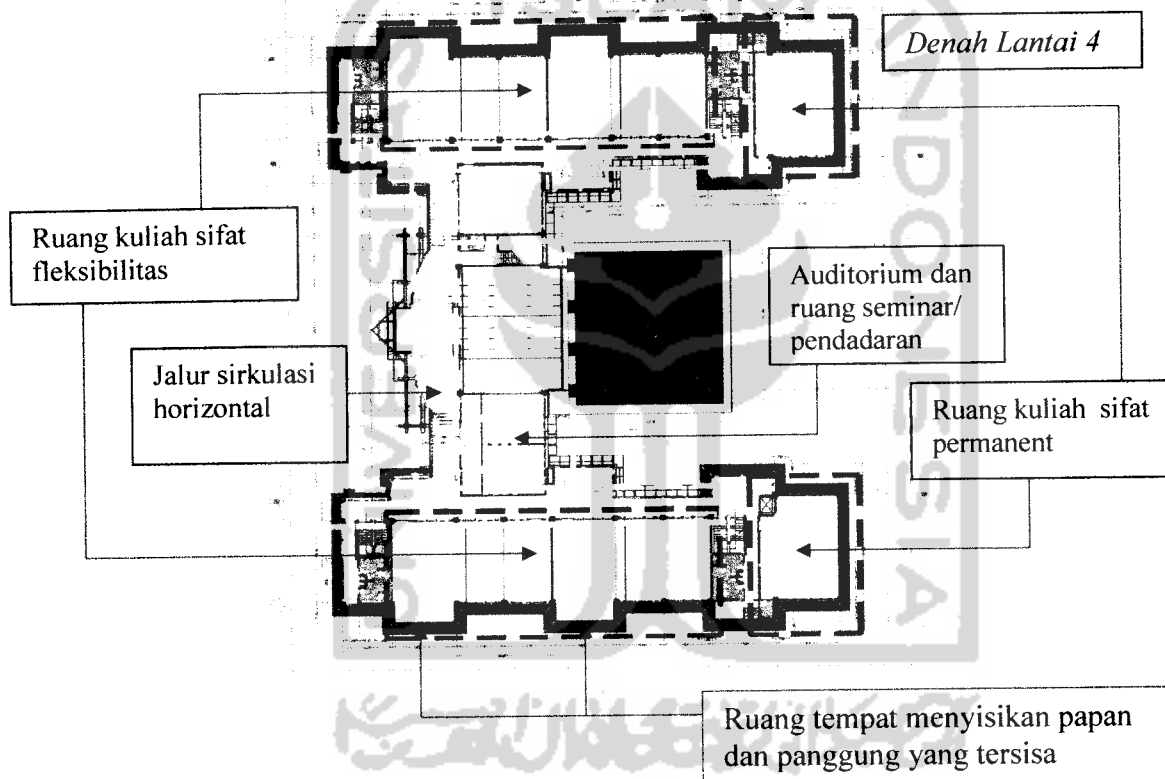 Denah Lantai 4
Ruang kuliah sifat
fleksibilitas
Auditorium dan
ruang seminar/
pendadaran
Jalur sirkulasi
horizontal
Ruang kuliah sifat
permanent
Ruang tempat menyisikan papan
dan panggung yang tersisa
INDONESIA